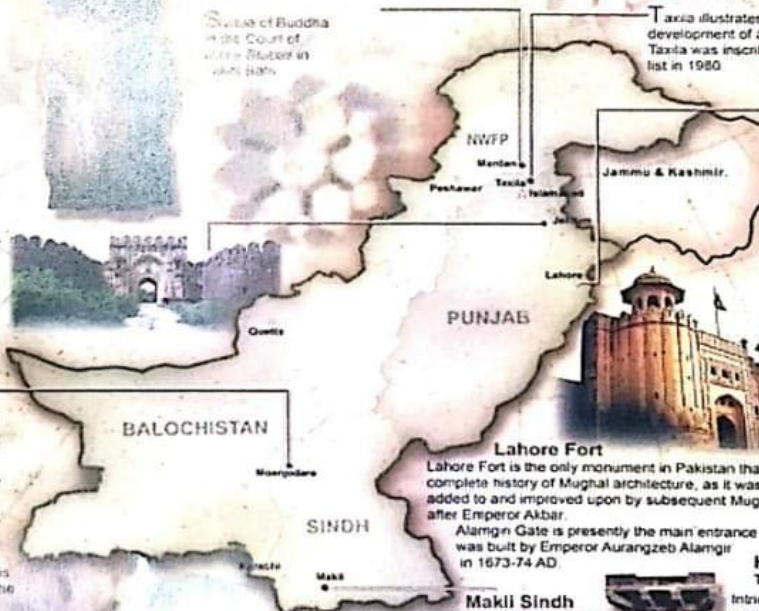 of Buddha
in the Court of
in
Taxila illustrates
development of a
Taxila was inscri
list in 1980.
NWFP
Mardan
Peshawar
Taxila
Islamabad
Jammu & Kashmir.
Lahore
Quetta
PUNJAB
BALOCHISTAN
Moenjodaro
SINDH
Karachi
Makli
Lahore Fort
Lahore Fort is the only monument in Pakistan tha
complete history of Mughal architecture, as it was
added to and improved upon by subsequent Mug
after Emperor Akbar.
Alamgiri Gate is presently the main entrance
was built by Emperor Aurangzeb Alamgir
in 1673-74 AD.
Makli Sindh
H
T
Intric